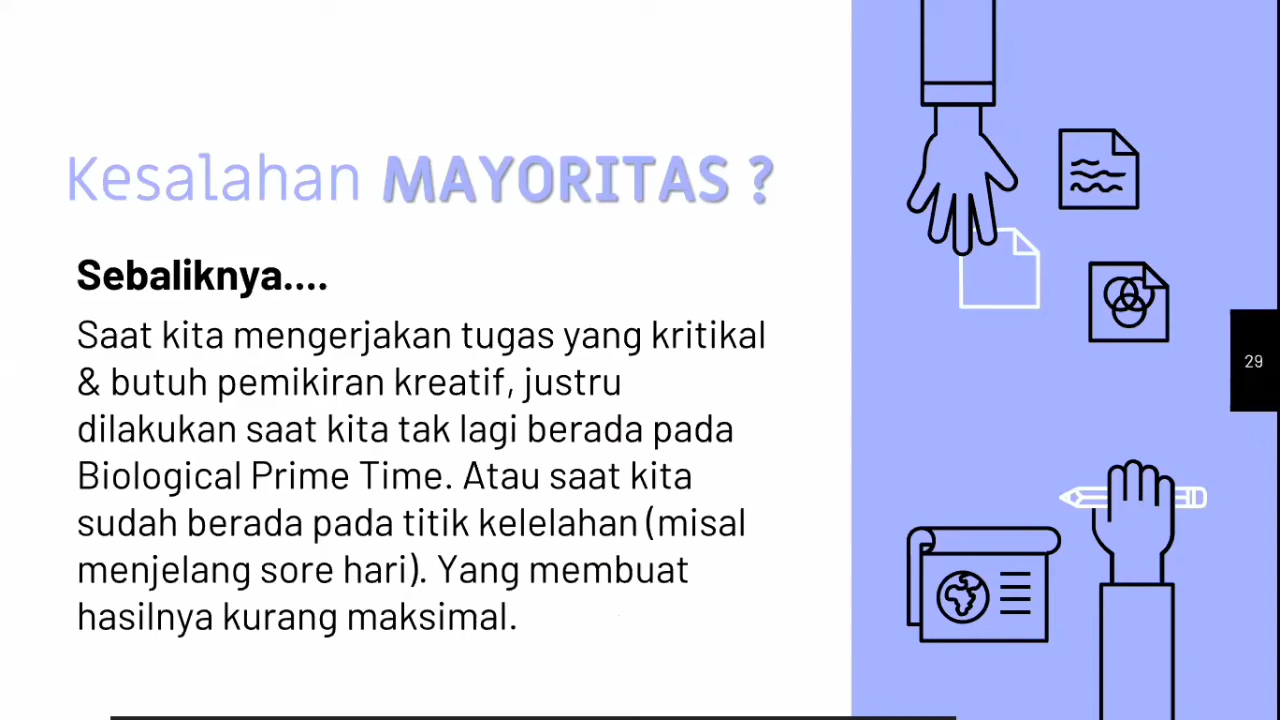 Kesalahan MAYORITAS ?
Sebaliknya....
Saat kita mengerjakan tugas yang kritikal
& butuh pemikiran kreatif, justru
dilakukan saat kita tak lagi berada pada
Biological Prime Time. Atau saat kita
sudah berada pada titik kelelahan (misal
menjelang sore hari). Yang membuat
hasilnya kurang maksimal.
29